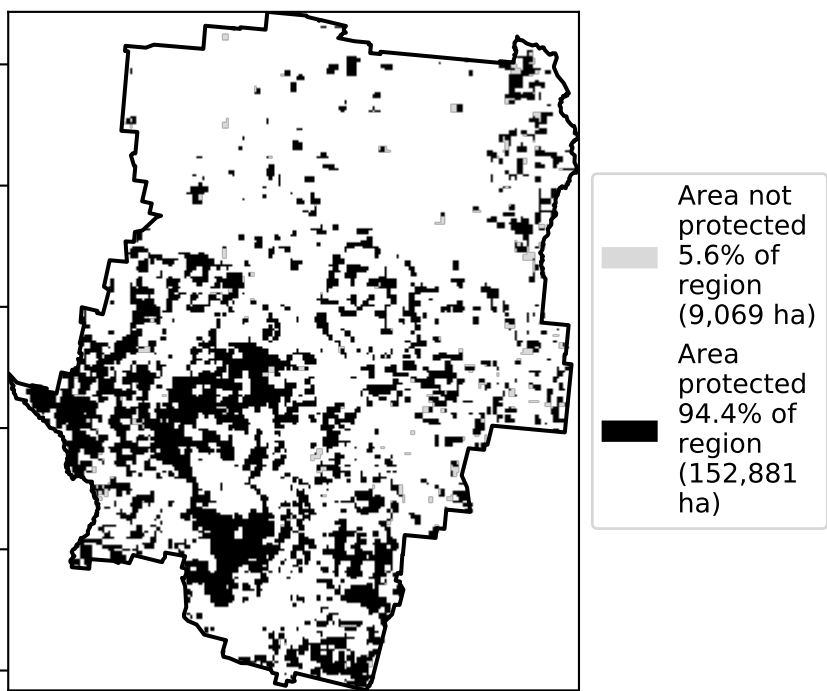 Area not
protected
5.6% of
region
(9,069 ha)
Area
protected
94.4% of
region
(152,881
ha)